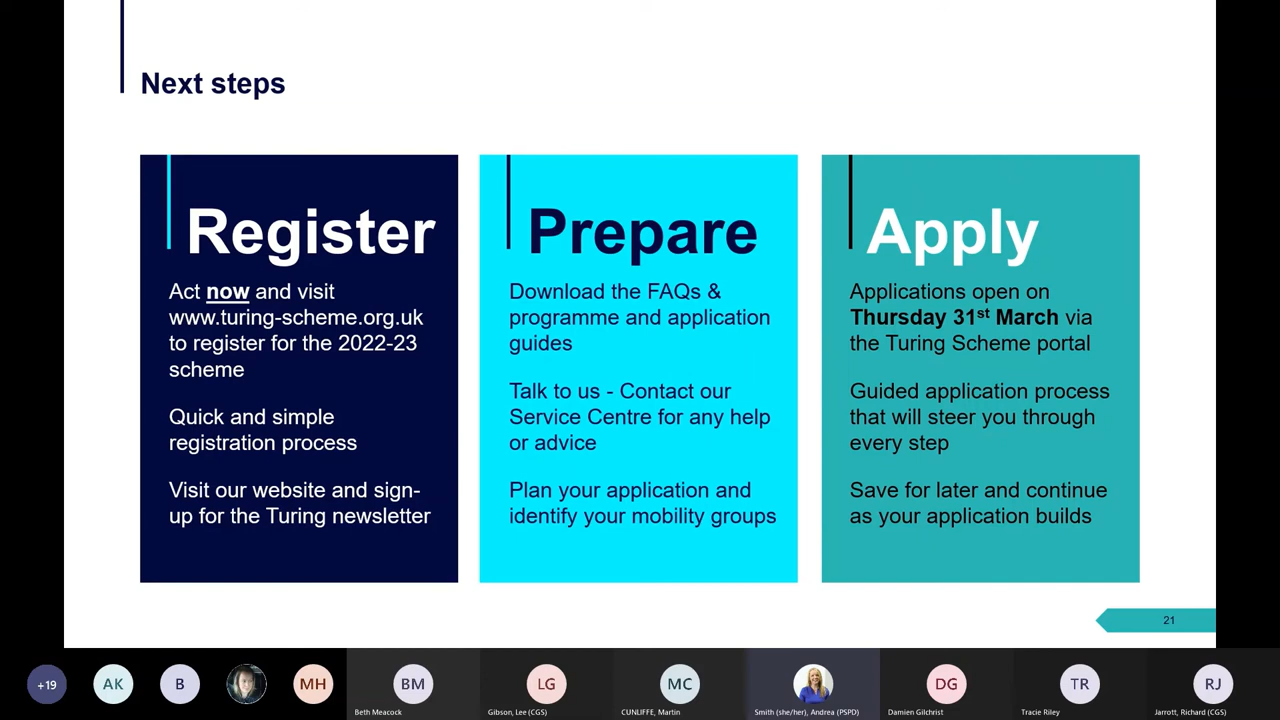 Next steps
Register
Act now and visit
www.turing-scheme.org.uk
to register for the 2022-23
scheme
Quick and simple
registration process
Visit our website and sign-
up for the Turing newsletter
Prepare
Download the FAQs &
programme and application
guides
Talk to us - Contact our
Service Centre for any help
or advice
Plan your application and
identify your mobility groups
Apply
Applications open on
Thursday 31st March via
the Turing Scheme portal
Guided application process
that will steer you through
every step
Save for later and continue
as your application builds
21
+19
AK
B
MH
BM
LG
MC
DG
TR
RJ
Beth Meacock
Gibson, Lee (CGS)
CUNLIFFE, Martin
Smith (she/her), Andrea (PSPD)
Damien Gilchrist
Tracie Riley
Jarrott, Richard (CGS)